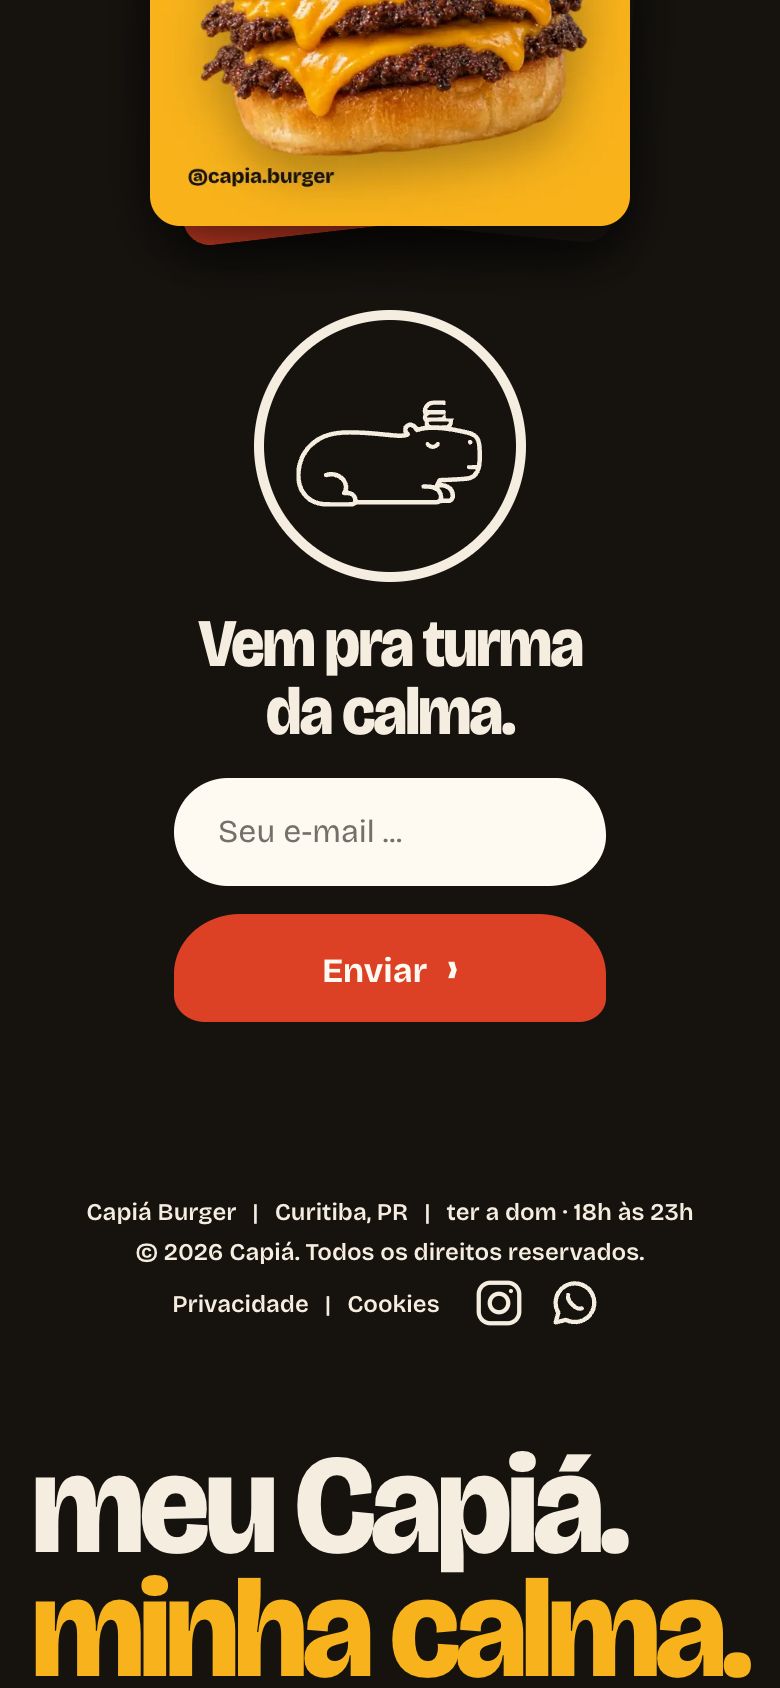 @capia.burger
Vem pra turma
da calma.
Seu e-mail ...
Enviar ›
Capiá Burger | Curitiba, PR | ter a dom · 18h às 23h
© 2026 Capiá. Todos os direitos reservados.
Privacidade | Cookies
meu Capiá.
minha calma.